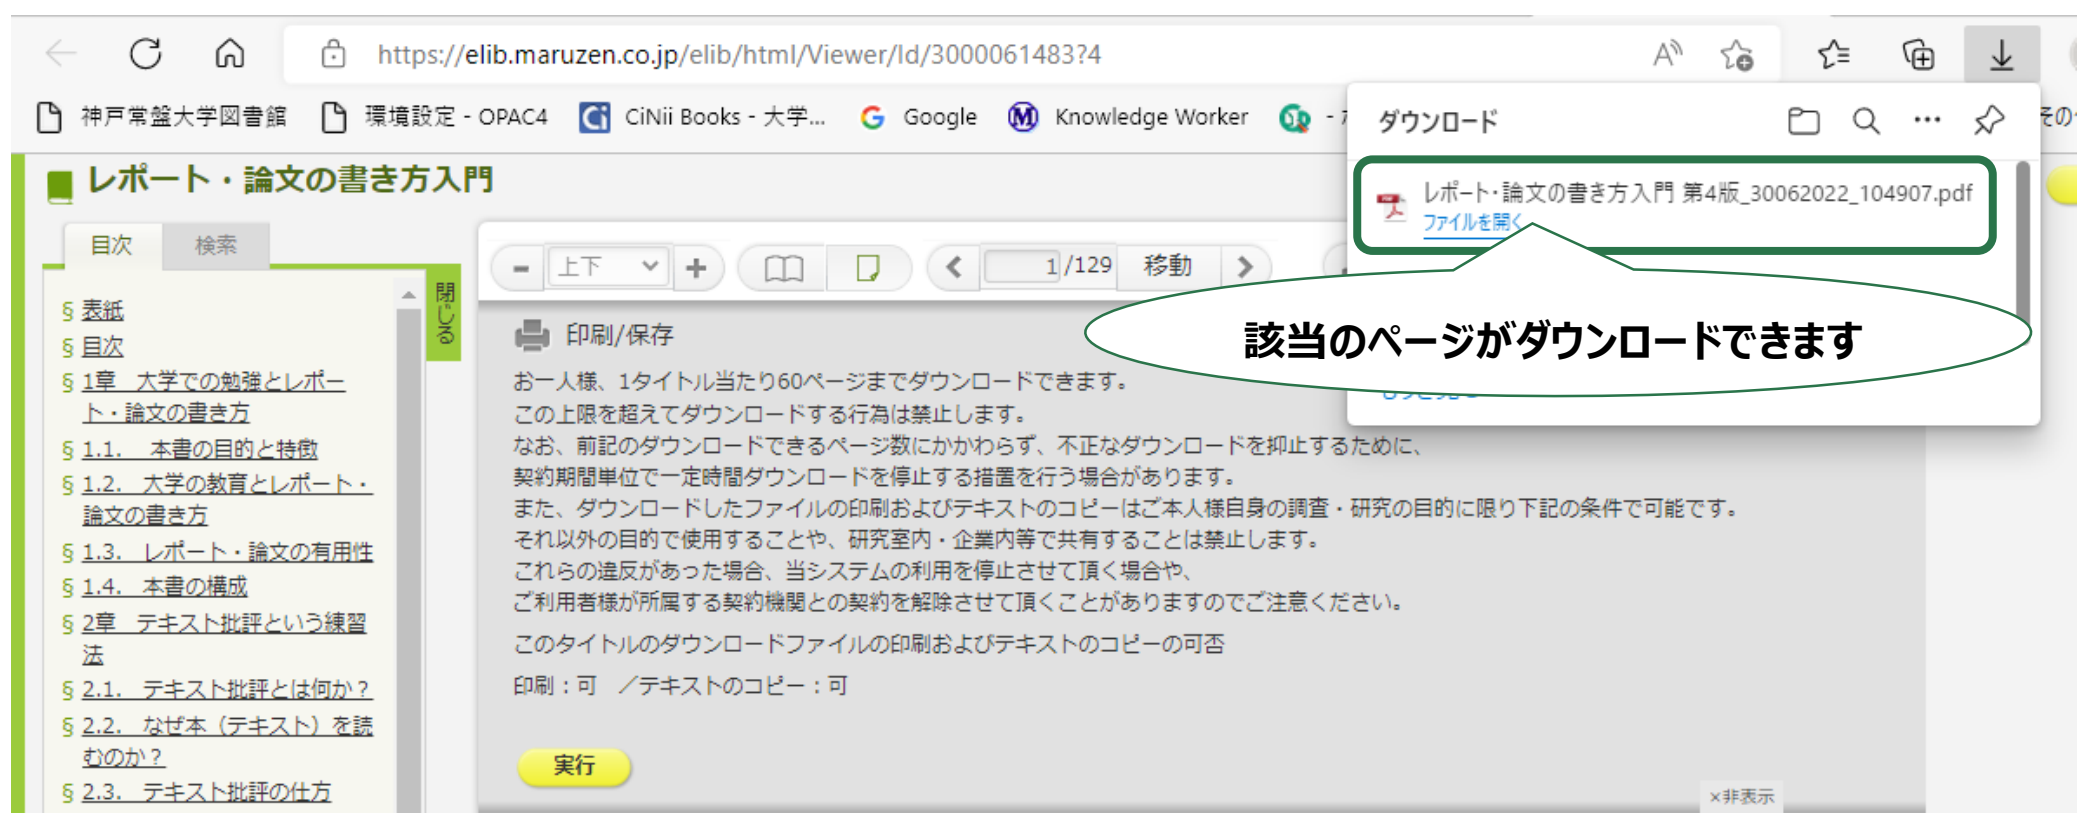 https://elib.maruzen.co.jp/elib/html/Viewer/Id/3000061483?4
神戸常盤大学図書館 環境設定 - OPAC4 CiNii Books - 大学... Google Knowledge Worker
ダウンロード
レポート・論文の書き方入門 第4版_30062022_104907.pdf
ファイルを開く
該当のページがダウンロードできます
レポート・論文の書き方入門
目次 検索
閉じる
§ 表紙
§ 目次
§ 1章 大学での勉強とレポー
ト・論文の書き方
§ 1.1. 本書の目的と特徴
§ 1.2. 大学の教育とレポート・
論文の書き方
§ 1.3. レポート・論文の有用性
§ 1.4. 本書の構成
§ 2章 テキスト批評という練習
法
§ 2.1. テキスト批評とは何か？
§ 2.2. なぜ本（テキスト）を読
むのか？
§ 2.3. テキスト批評の仕方
- 上下 + 1/129 移動
印刷/保存
お一人様、1タイトル当たり60ページまでダウンロードできます。
この上限を超えてダウンロードする行為は禁止します。
なお、前記のダウンロードできるページ数にかかわらず、不正なダウンロードを抑止するために、
契約期間単位で一定時間ダウンロードを停止する措置を行う場合があります。
また、ダウンロードしたファイルの印刷およびテキストのコピーはご本人様自身の調査・研究の目的に限り下記の条件で可能です。
それ以外の目的で使用することや、研究室内・企業内等で共有することは禁止します。
これらの違反があった場合、当システムの利用を停止させて頂く場合や、
ご利用者様が所属する契約機関との契約を解除させて頂くことがありますのでご注意ください。
このタイトルのダウンロードファイルの印刷およびテキストのコピーの可否
印刷：可 ／テキストのコピー：可
実行
×非表示